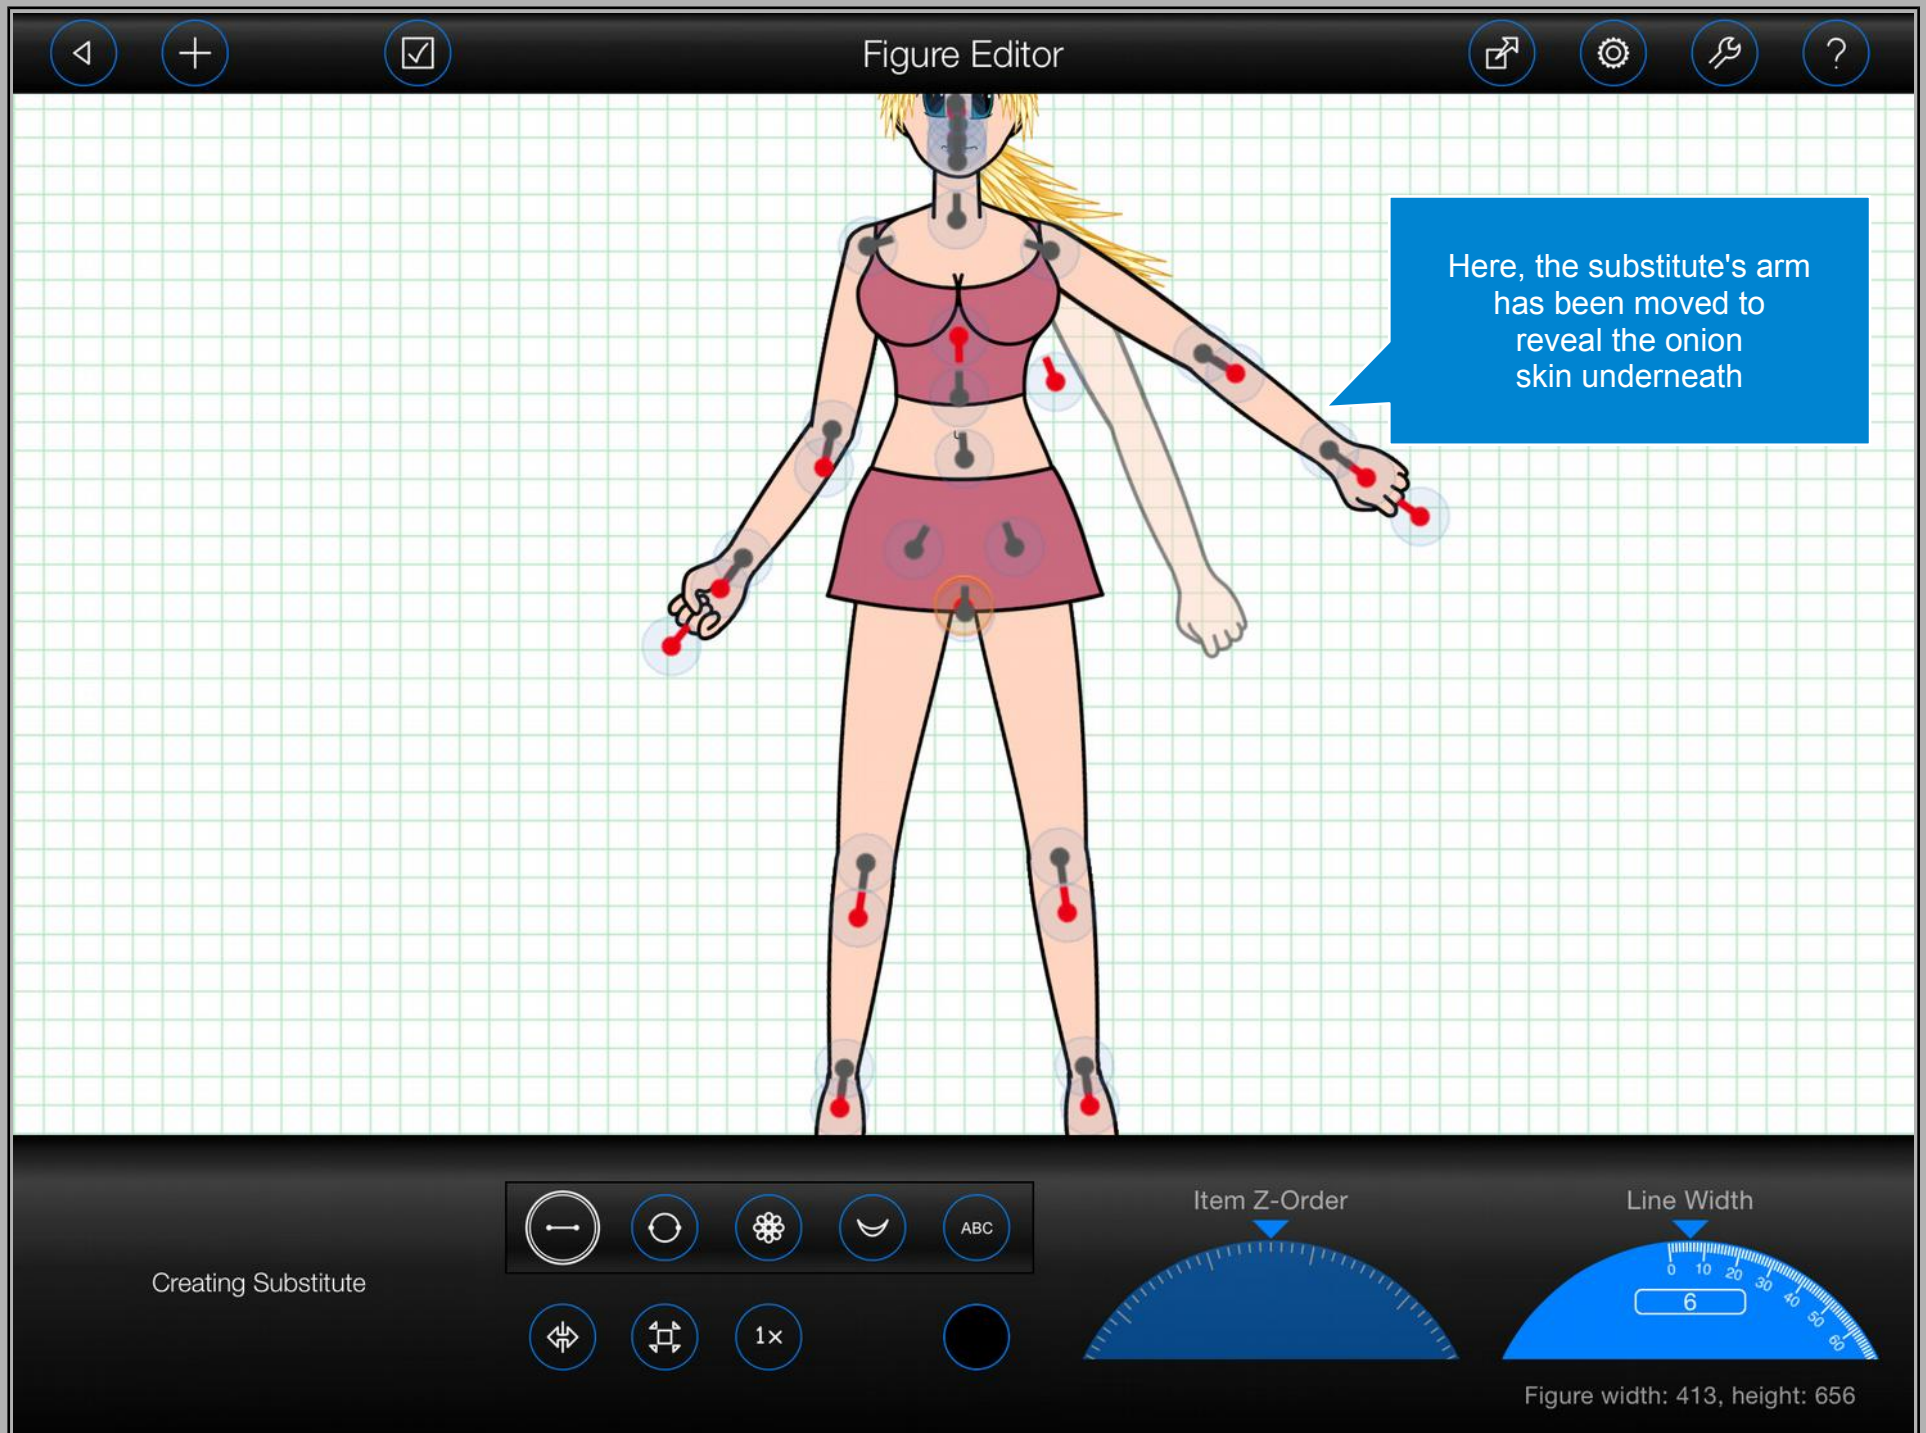 Figure Editor
?
Here, the substitute's arm
has been moved to
reveal the onion
skin underneath
Creating Substitute
ABC
1x
Item Z-Order
Line Width
0 10 20 30 40 50 60
6
Figure width: 413, height: 656